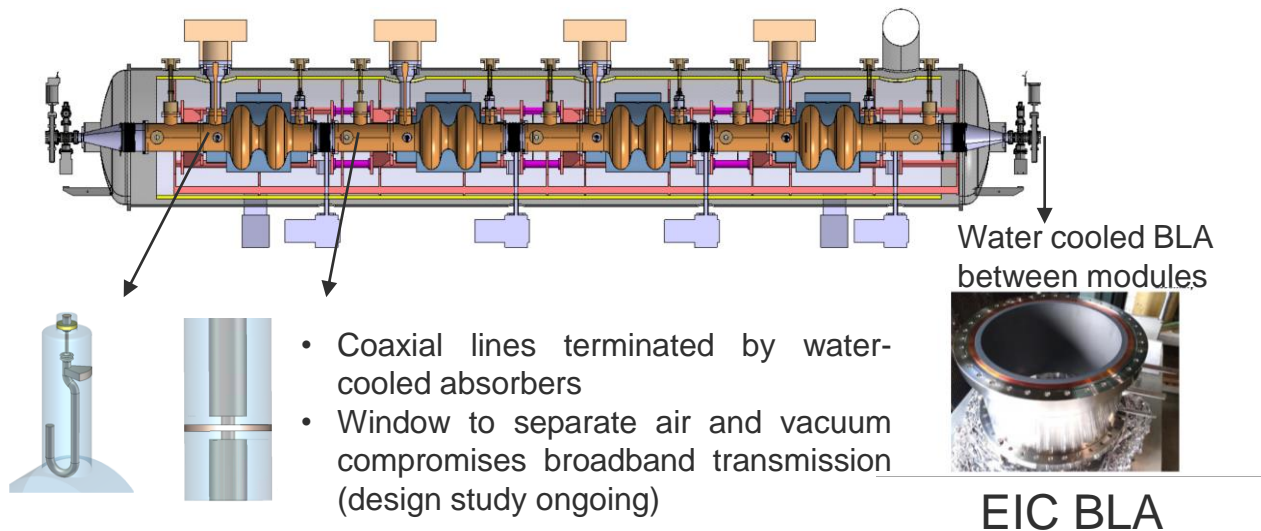 Water cooled BLA
between modules
• Coaxial lines terminated by water-
cooled absorbers
• Window to separate air and vacuum
compromises broadband transmission
(design study ongoing)
EIC BLA